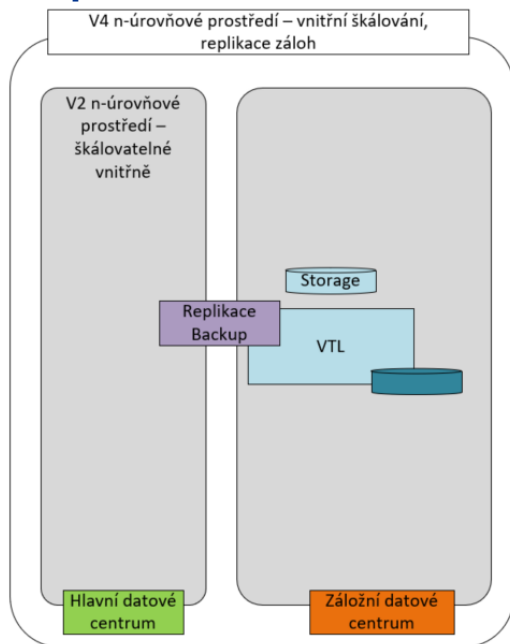 V4 n-úrovňové prostředí – vnitřní škálování,
replikace záloh
V2 n-úrovňové
prostředí –
škálovatelné
vnitřně
Storage
Replikace
Backup
VTL
Hlavní datové
centrum
Záložní datové
centrum